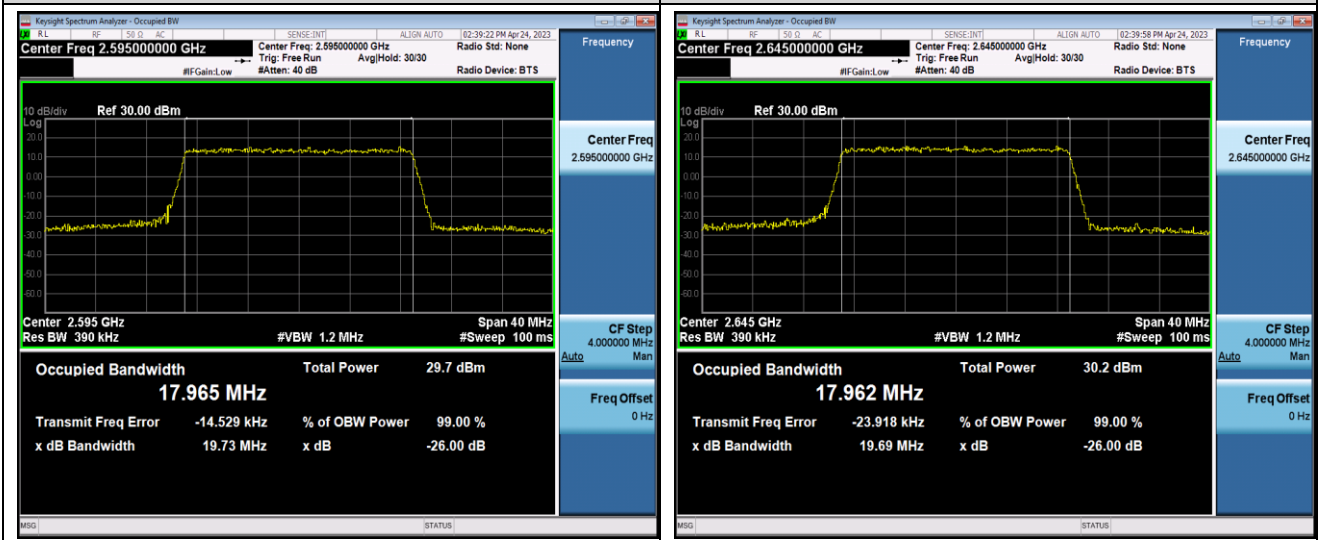 Keysight Spectrum Analyzer - Occupied BW
RL RF 50 Ω AC SENSE:INT ALIGN AUTO 02:39:22 PM Apr 24, 2023
Center Freq 2.595000000 GHz
Center Freq: 2.595000000 GHz
Radio Std: None
Trig: Free Run Avg|Hold: 30/30
#IFGain:Low #Atten: 40 dB
Radio Device: BTS
10 dB/div Ref 30.00 dBm
Log
20.0
10.0
0.00
-10.0
-20.0
-30.0
-40.0
-50.0
-60.0
Center 2.595 GHz Span 40 MHz
Res BW 390 kHz #VBW 1.2 MHz #Sweep 100 ms
Occupied Bandwidth Total Power 29.7 dBm
17.965 MHz
Transmit Freq Error -14.529 kHz % of OBW Power 99.00 %
x dB Bandwidth 19.73 MHz x dB -26.00 dB
MSG STATUS
Frequency
Center Freq
2.595000000 GHz
CF Step
4.000000 MHz
Auto Man
Freq Offset
0 Hz
Keysight Spectrum Analyzer - Occupied BW
RL RF 50 Ω AC SENSE:INT ALIGN AUTO 02:39:58 PM Apr 24, 2023
Center Freq 2.645000000 GHz
Center Freq: 2.645000000 GHz
Radio Std: None
Trig: Free Run Avg|Hold: 30/30
#IFGain:Low #Atten: 40 dB
Radio Device: BTS
10 dB/div Ref 30.00 dBm
Log
20.0
10.0
0.00
-10.0
-20.0
-30.0
-40.0
-50.0
-60.0
Center 2.645 GHz Span 40 MHz
Res BW 390 kHz #VBW 1.2 MHz #Sweep 100 ms
Occupied Bandwidth Total Power 30.2 dBm
17.962 MHz
Transmit Freq Error -23.918 kHz % of OBW Power 99.00 %
x dB Bandwidth 19.69 MHz x dB -26.00 dB
MSG STATUS
Frequency
Center Freq
2.645000000 GHz
CF Step
4.000000 MHz
Auto Man
Freq Offset
0 Hz